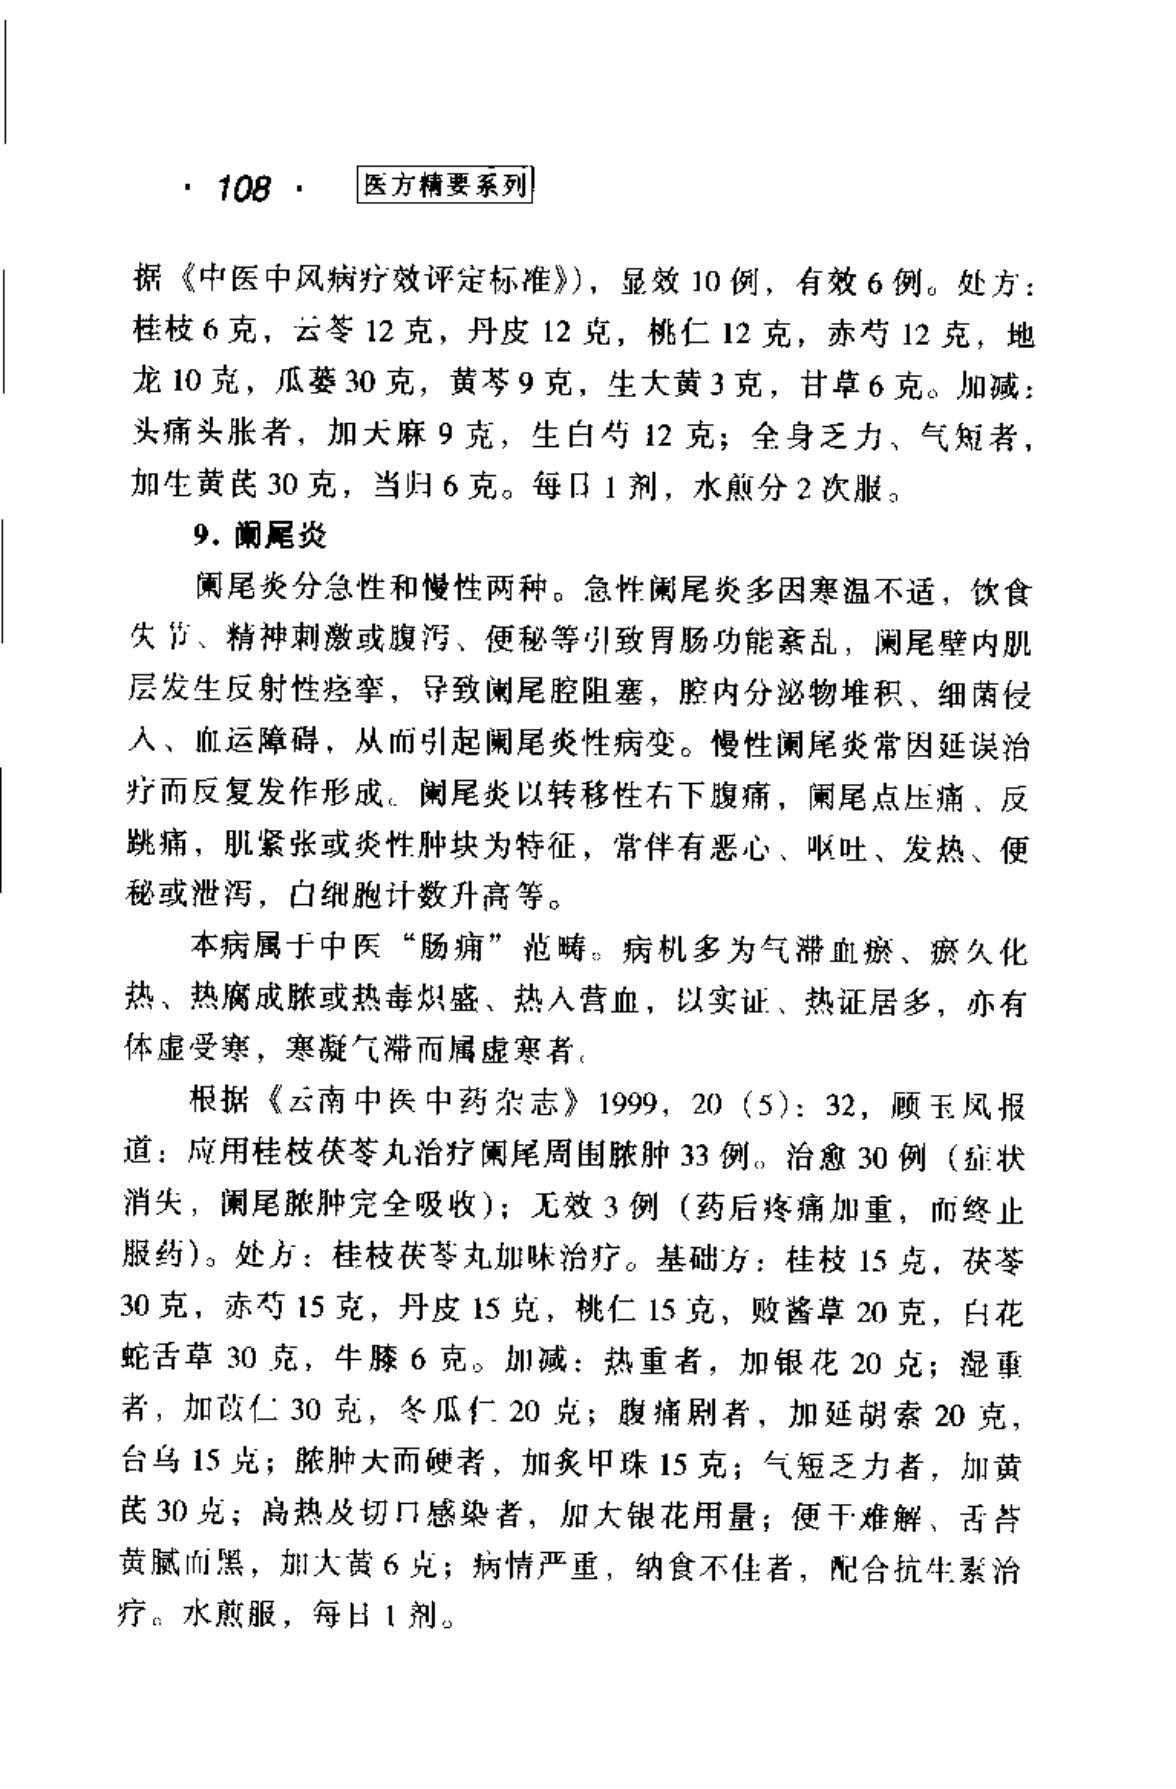 · 108 · 医方精要系列
据《中医中风病疗效评定标准》），显效 10 例，有效 6 例。处方：
桂枝 6 克，云苓 12 克，丹皮 12 克，桃仁 12 克，赤芍 12 克，地
龙 10 克，瓜蒌 30 克，黄芩 9 克，生大黄 3 克，甘草 6 克。加减：
头痛头胀者，加天麻 9 克，生白芍 12 克；全身乏力、气短者，
加生黄芪 30 克，当归 6 克。每日 1 剂，水煎分 2 次服。
9. 阑尾炎
阑尾炎分急性和慢性两种。急性阑尾炎多因寒温不适，饮食
失节、精神刺激或腹泻、便秘等引致胃肠功能紊乱，阑尾壁内肌
层发生反射性痉挛，导致阑尾腔阻塞，腔内分泌物堆积、细菌侵
入、血运障碍，从而引起阑尾炎性病变。慢性阑尾炎常因延误治
疗而反复发作形成。阑尾炎以转移性右下腹痛，阑尾点压痛、反
跳痛，肌紧张或炎性肿块为特征，常伴有恶心、呕吐、发热、便
秘或泄泻，白细胞计数升高等。
本病属于中医“肠痈”范畴。病机多为气滞血瘀、瘀久化
热、热腐成脓或热毒炽盛、热入营血，以实证、热证居多，亦有
体虚受寒，寒凝气滞而属虚寒者。
根据《云南中医中药杂志》1999，20（5）：32，顾玉凤报
道：应用桂枝茯苓丸治疗阑尾周围脓肿 33 例。治愈 30 例（症状
消失，阑尾脓肿完全吸收）；无效 3 例（药后疼痛加重，而终止
服药）。处方：桂枝茯苓丸加味治疗。基础方：桂枝 15 克，茯苓
30 克，赤芍 15 克，丹皮 15 克，桃仁 15 克，败酱草 20 克，白花
蛇舌草 30 克，牛膝 6 克。加减：热重者，加银花 20 克；湿重
者，加苡仁 30 克，冬瓜仁 20 克；腹痛剧者，加延胡索 20 克，
台乌 15 克；脓肿大而硬者，加炙甲珠 15 克；气短乏力者，加黄
芪 30 克；高热及切口感染者，加大银花用量；便干难解、舌苔
黄腻而黑，加大黄 6 克；病情严重，纳食不佳者，配合抗生素治
疗。水煎服，每日 1 剂。